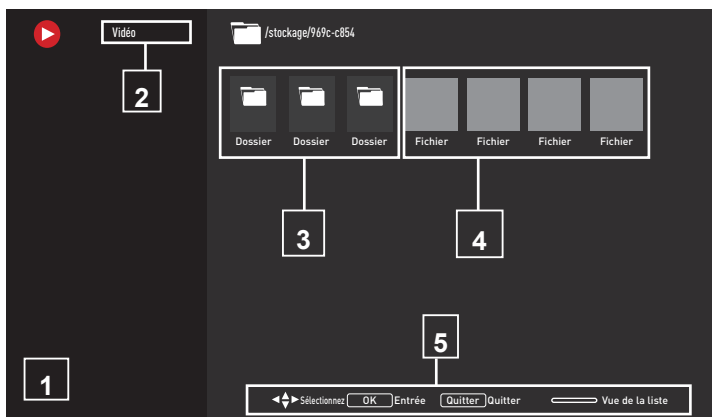 Vidéo
/stockage/969c-c854
2
Dossier Dossier Dossier Fichier Fichier Fichier Fichier
3
4
5
1
Sélectionnez OK Entrée Quitter Quitter Vue de la liste